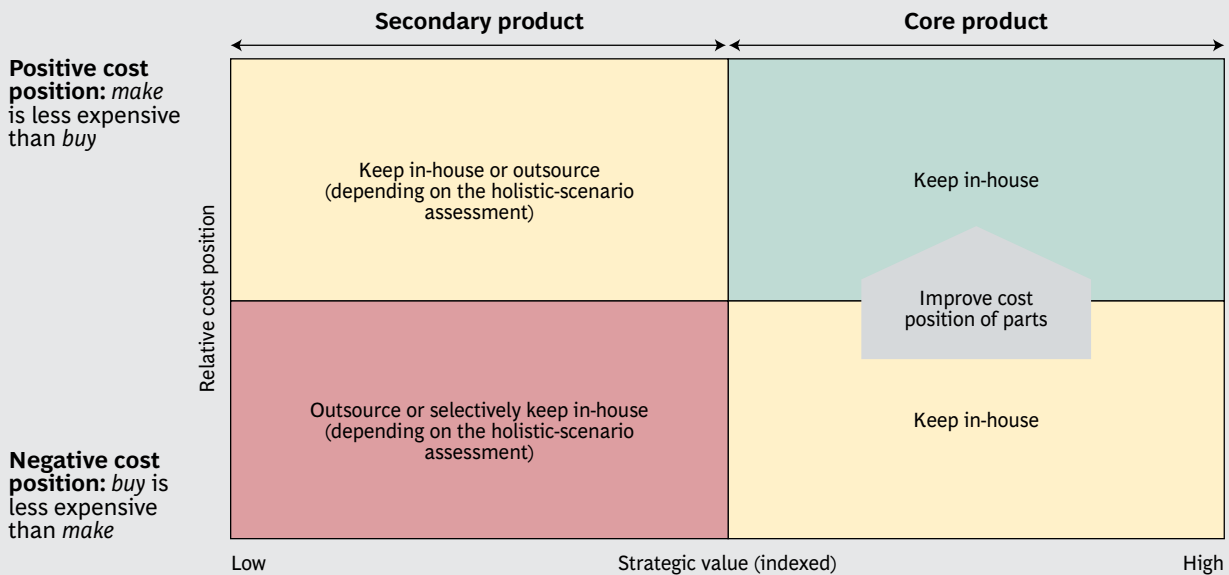 Secondary product
Core product
Positive cost
position: make
is less expensive
than buy
Keep in-house or outsource
(depending on the holistic-scenario
assessment)
Keep in-house
Relative cost position
Improve cost
position of parts
Outsource or selectively keep in-house
(depending on the holistic-scenario
assessment)
Keep in-house
Negative cost
position: buy is
less expensive
than make
Low
Strategic value (indexed)
High